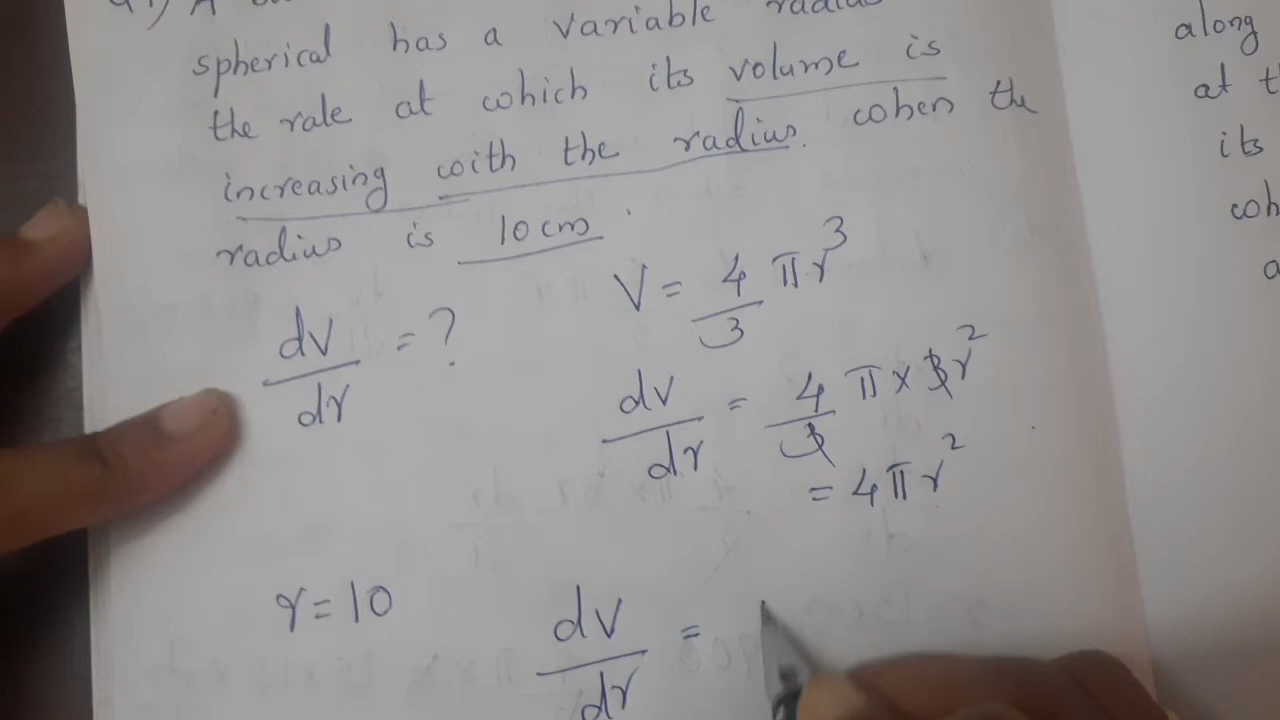 A
spherical has a variable radius
the rate at which its volume is
increasing with the radius. when the
radius is 10 cm
V = 4/3 πr³
dv/dr = ?
dv/dr = 4/3 π × 3r²
= 4πr²
r = 10
dv/dr =
along
at
its